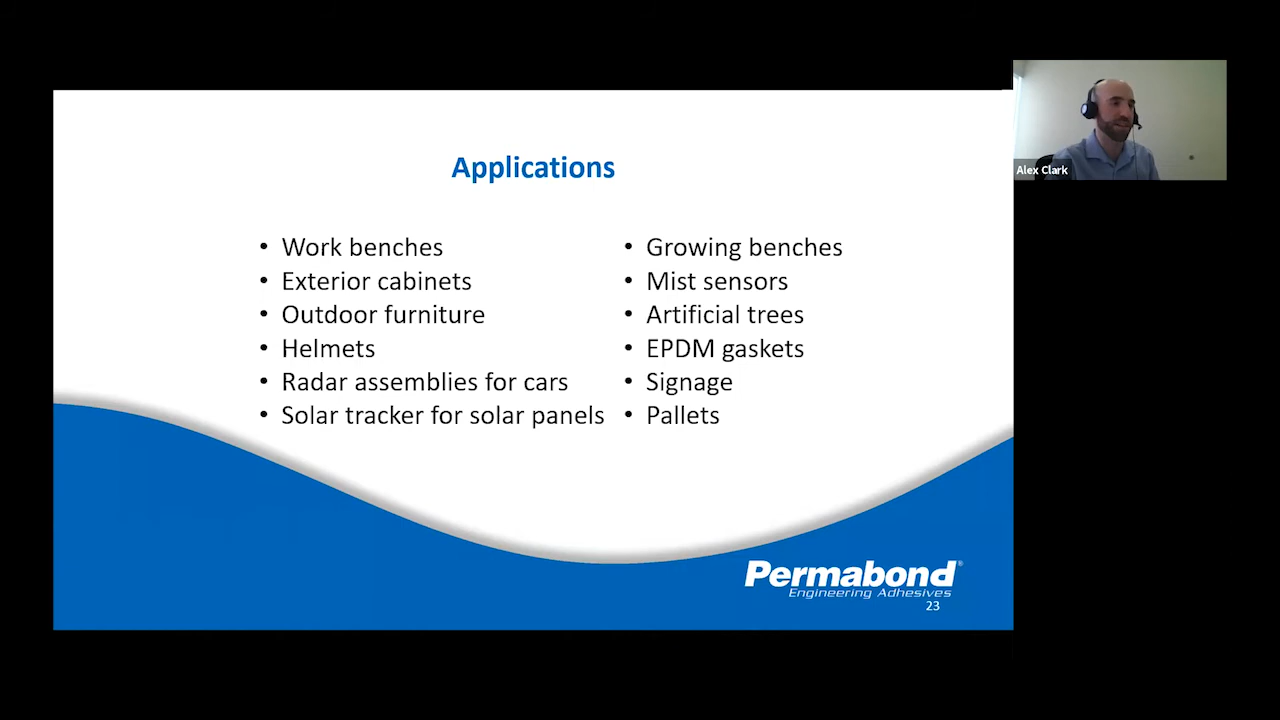 Applications
• Work benches
• Exterior cabinets
• Outdoor furniture
• Helmets
• Radar assemblies for cars
• Solar tracker for solar panels
• Growing benches
• Mist sensors
• Artificial trees
• EPDM gaskets
• Signage
• Pallets
Permabond®
Engineering Adhesives
23
Alex Clark